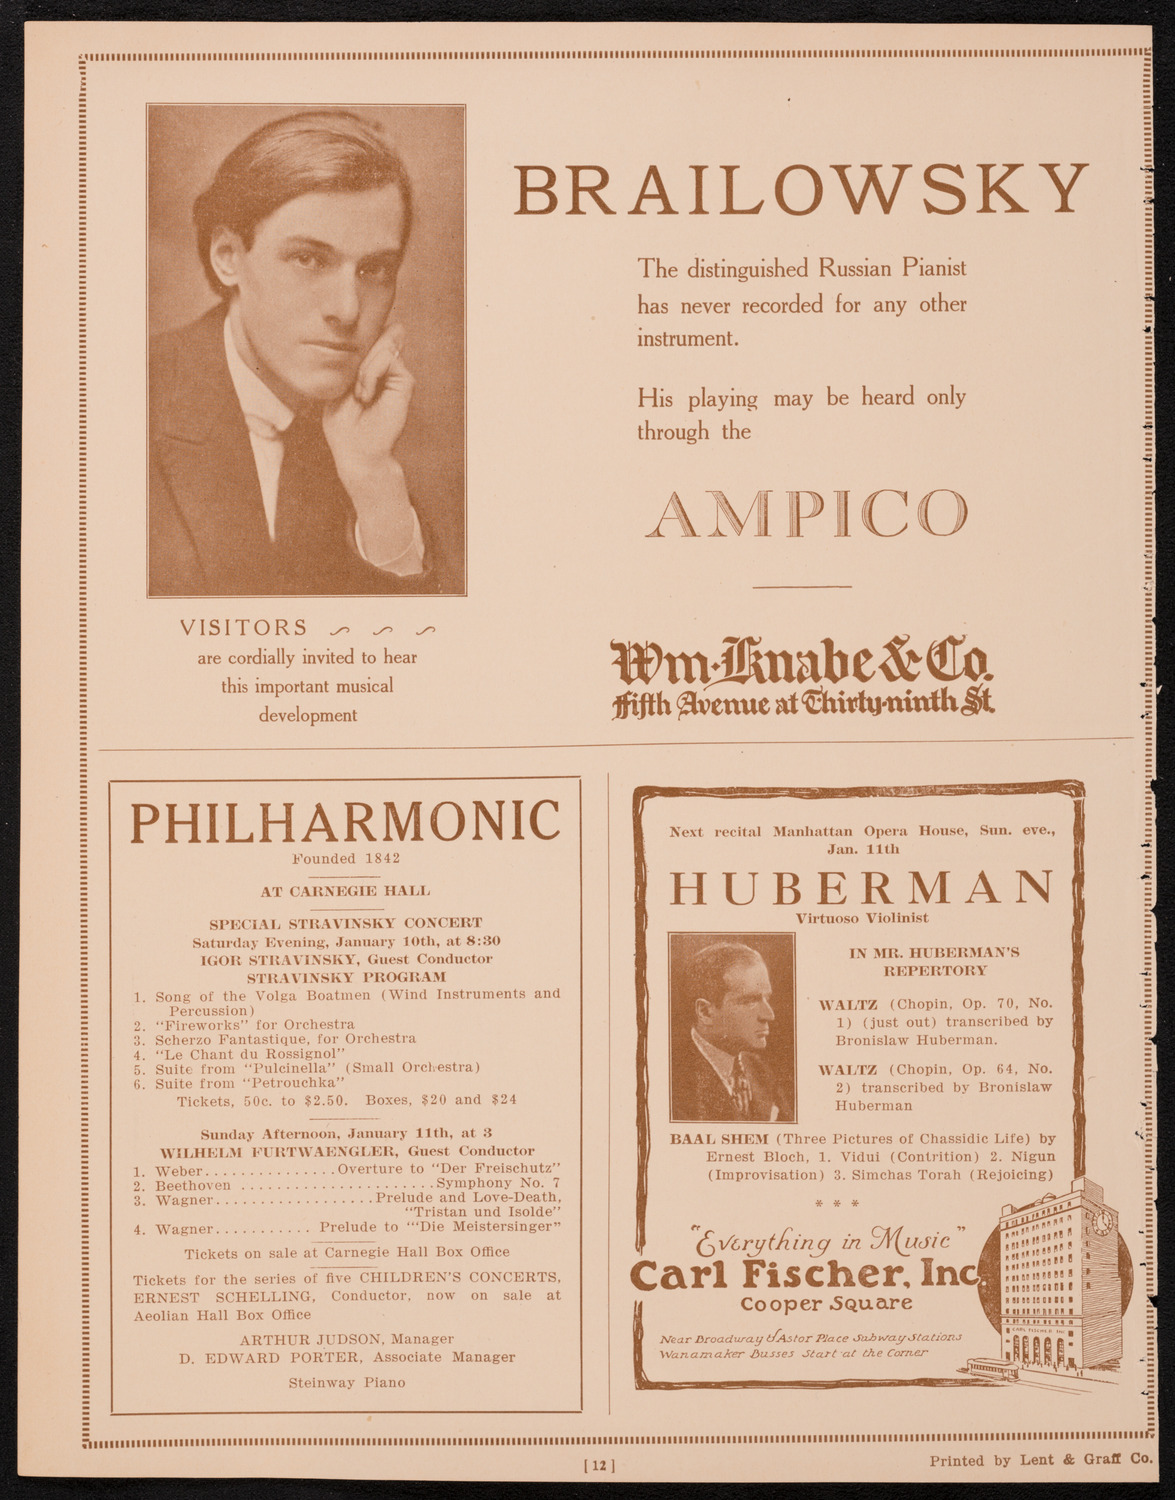 BRAILOWSKY
The distinguished Russian Pianist
has never recorded for any other
instrument.
His playing may be heard only
through the
AMPICO
VISITORS
are cordially invited to hear
this important musical
development
Wm. Knabe & Co.
Fifth Avenue at Thirty-ninth St.
PHILHARMONIC
Founded 1842
AT CARNEGIE HALL
SPECIAL STRAVINSKY CONCERT
Saturday Evening, January 10th, at 8:30
IGOR STRAVINSKY, Guest Conductor
STRAVINSKY PROGRAM
1. Song of the Volga Boatmen (Wind Instruments and
Percussion)
2. "Fireworks" for Orchestra
3. Scherzo Fantastique, for Orchestra
4. "Le Chant du Rossignol"
5. Suite from "Pulcinella" (Small Orchestra)
6. Suite from "Petrouchka"
Tickets, 50c. to $2.50. Boxes, $20 and $24
Sunday Afternoon, January 11th, at 3
WILHELM FURTWAENGLER, Guest Conductor
1. Weber...............Overture to "Der Freischutz"
2. Beethoven ......................Symphony No. 7
3. Wagner..................Prelude and Love-Death,
"Tristan und Isolde"
4. Wagner........... Prelude to "'Die Meistersinger"
Tickets on sale at Carnegie Hall Box Office
Tickets for the series of five CHILDREN'S CONCERTS,
ERNEST SCHELLING, Conductor, now on sale at
Aeolian Hall Box Office
ARTHUR JUDSON, Manager
D. EDWARD PORTER, Associate Manager
Steinway Piano
Next recital Manhattan Opera House, Sun. eve.,
Jan. 11th
HUBERMAN
Virtuoso Violinist
IN MR. HUBERMAN'S
REPERTORY
WALTZ (Chopin, Op. 70, No.
1) (just out) transcribed by
Bronislaw Huberman.
WALTZ (Chopin, Op. 64, No.
2) transcribed by Bronislaw
Huberman
BAAL SHEM (Three Pictures of Chassidic Life) by
Ernest Bloch, 1. Vidui (Contrition) 2. Nigun
(Improvisation) 3. Simchas Torah (Rejoicing)
* * *
"Everything in Music"
Carl Fischer, Inc.
Cooper Square
Near Broadway & Astor Place Subway Stations
Wanamaker Busses Start at the Corner
CARL FISCHER INC
[ 12 ]
Printed by Lent & Graff Co.